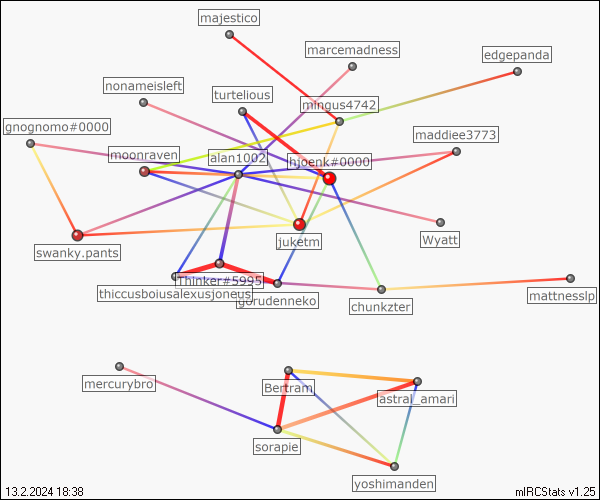 majestico
marcemadness
edgepanda
nonameisleft
turtelious
mingus4742
gnognomo#0000
maddiee3773
moonraven
alan1002
hjoenk#0000
swanky.pants
juketm
Wyatt
Thinker#5995
thiccusboiusalexusjoneus
gorudenneko
chunkzter
mattnesslp
mercurybro
Bertram
astral_amari
sorapie
yoshimanden
13.2.2024 18:38
mIRCStats v1.25